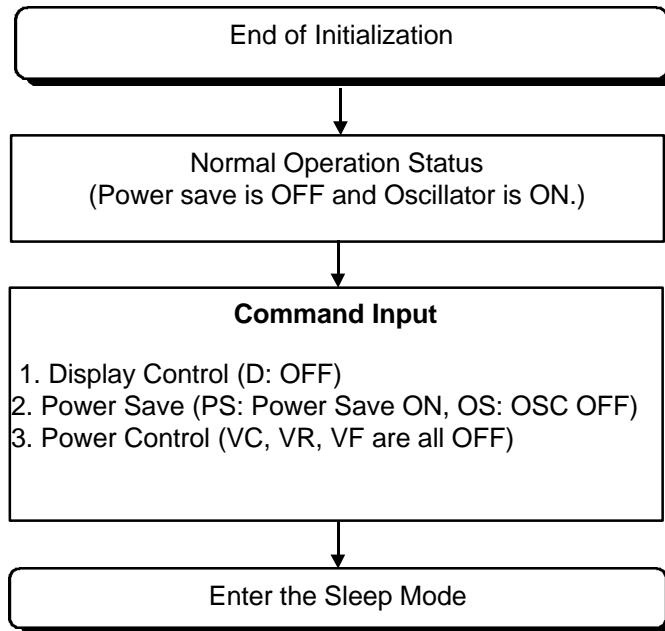 End of Initialization
Normal Operation Status
(Power save is OFF and Oscillator is ON.)
Command Input
1. Display Control (D: OFF)
2. Power Save (PS: Power Save ON, OS: OSC OFF)
3. Power Control (VC, VR, VF are all OFF)
Enter the Sleep Mode